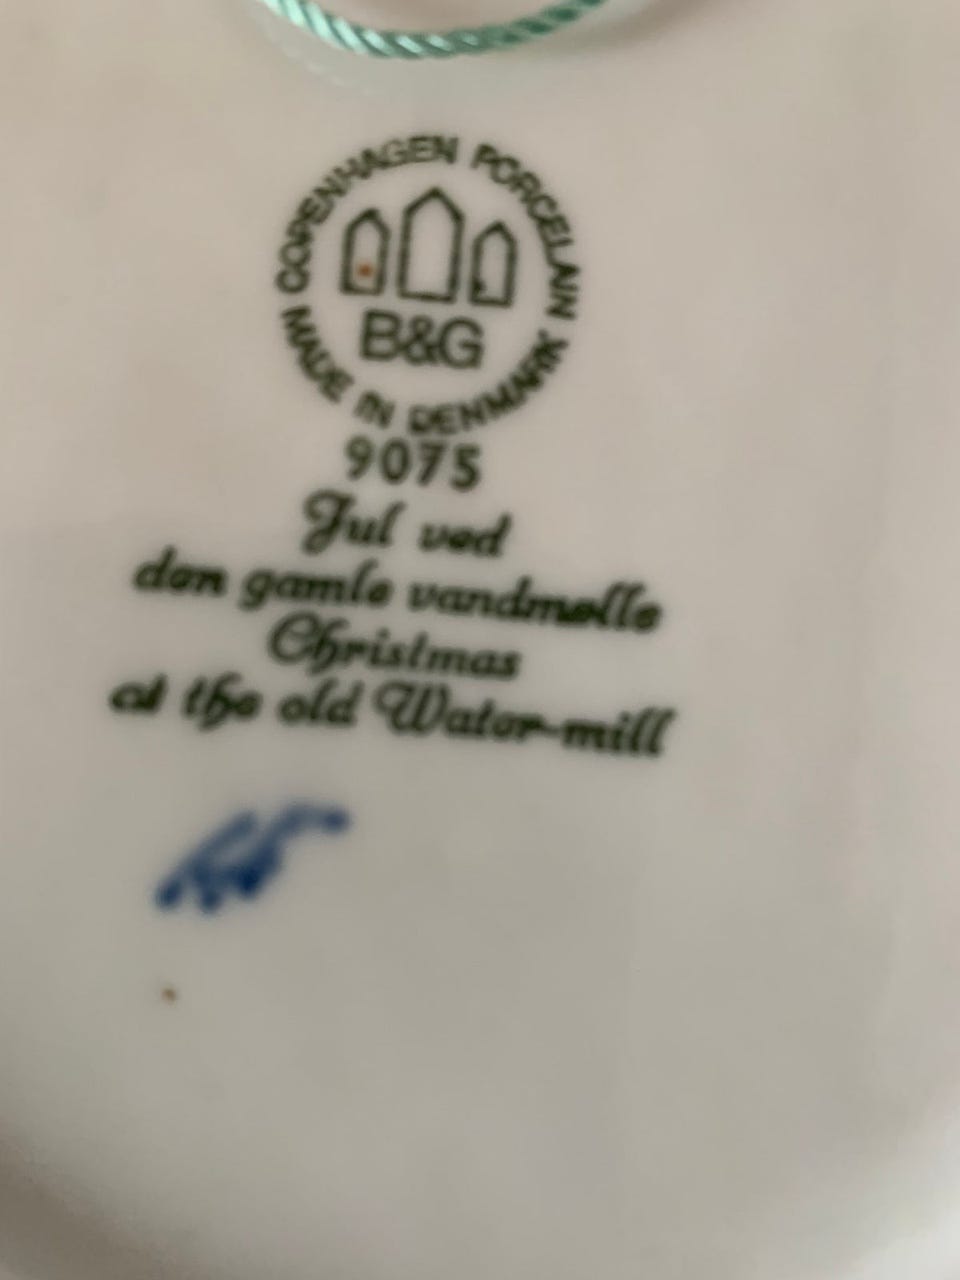 COPENHAGEN PORCELAIN
B&G
MADE IN DENMARK
9075
Jul ved
den gamle vandmølle
Christmas
at the old Water-mill